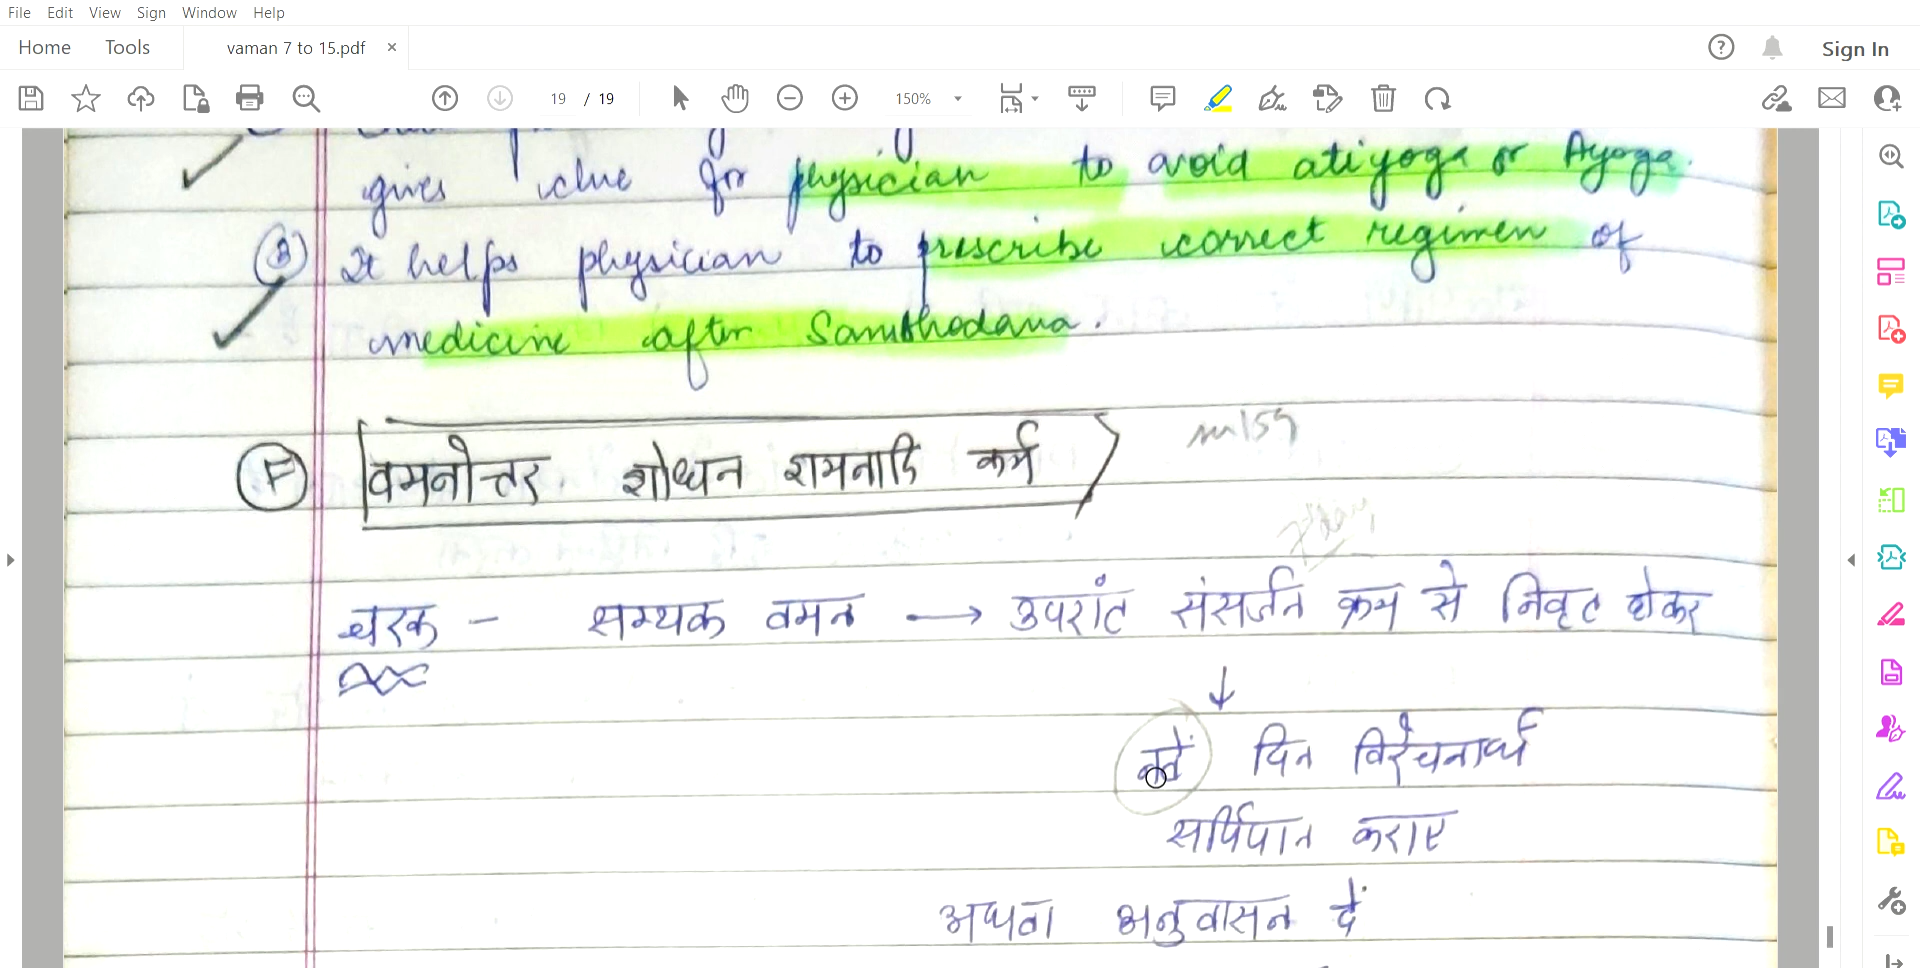 File Edit View Sign Window Help
Home Tools vaman 7 to 15.pdf × Sign In
19 / 19 150%
gives clue for physician to avoid atiyoga or Ayoga.
③ It helps physician to prescribe correct regimen of
medicine after Samshodana.
Ⓕ वमनोत्तर शोधन शमनादि कर्म
चरक - सम्यक वमन → उपरांत संसर्जन क्रम से निवृत होकर
↓
वें दिन विरेचनार्थ
सर्पिपान कराए
अथवा अनुवासन दें